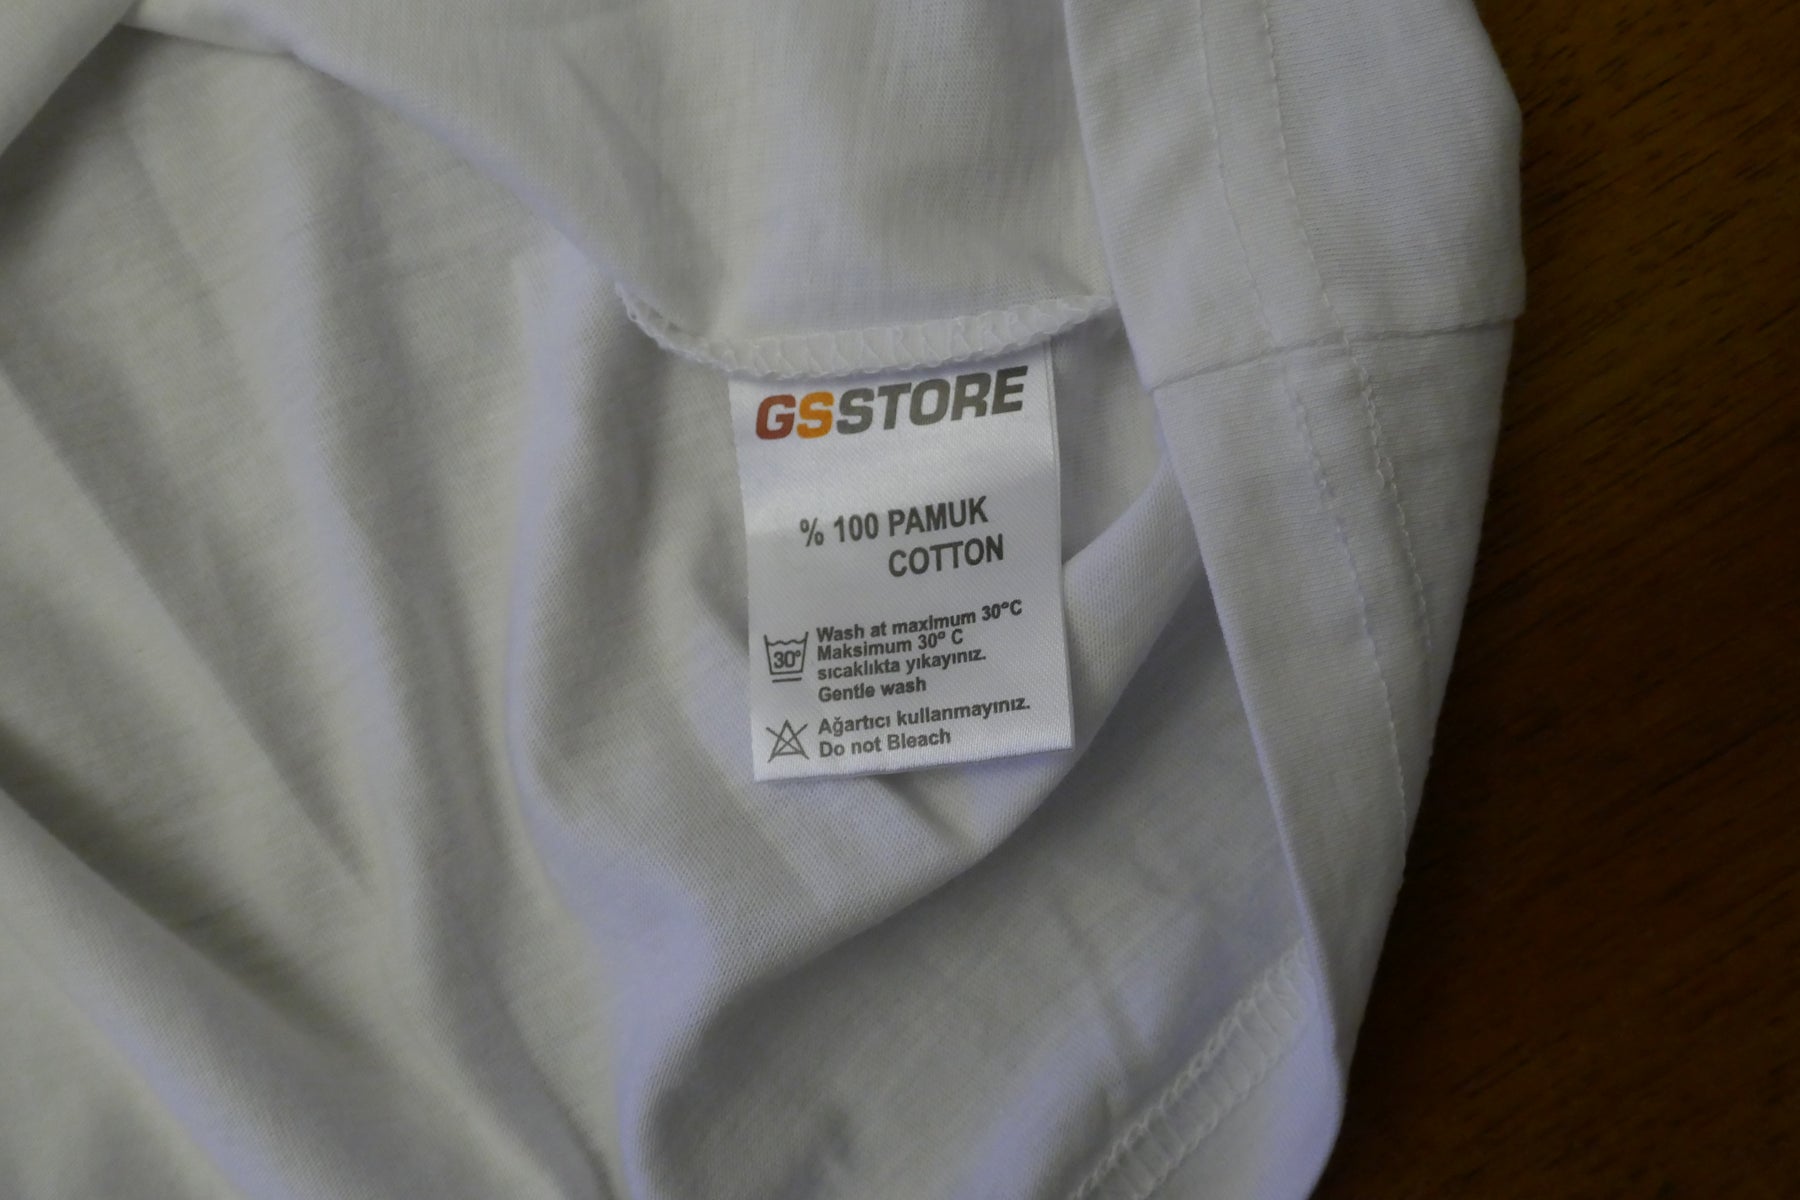 GSSTORE
% 100 PAMUK
COTTON
30°
Wash at maximum 30°C
Maksimum 30° C
sıcaklıkta yıkayınız.
Gentle wash
Ağartıcı kullanmayınız.
Do not Bleach